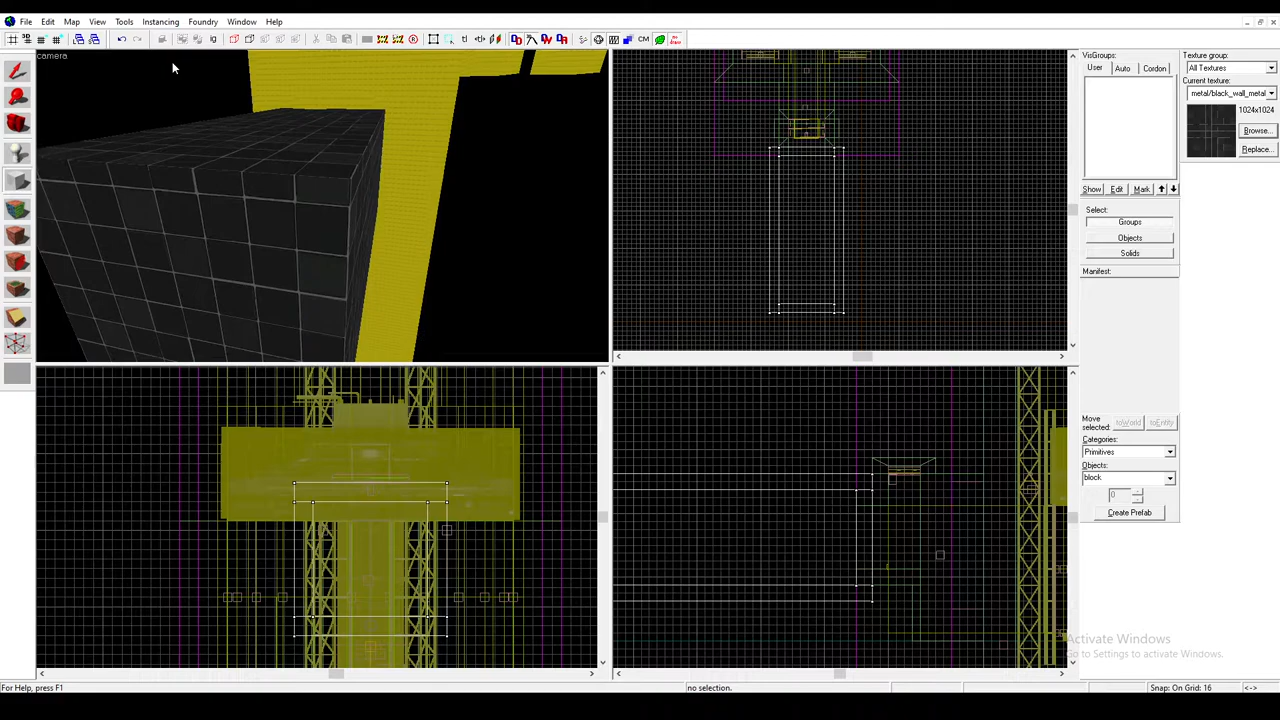 File Edit Map View Tools Instancing Foundry Window Help
camera
VisGroups:
User Auto Cordon
Show Edit Mark
Select:
Groups
Objects
Solids
Manifest:
Move selected: toWorld toEntity
Categories:
Primitives
Objects:
block
0
Create Prefab
Texture group:
All Textures
Current texture:
metal/black_wall_metal
1024x1024
Browse...
Replace...
Activate Windows
Go to Settings to activate Windows.
For Help, press F1
no selection.
Snap: On Grid: 16
<->